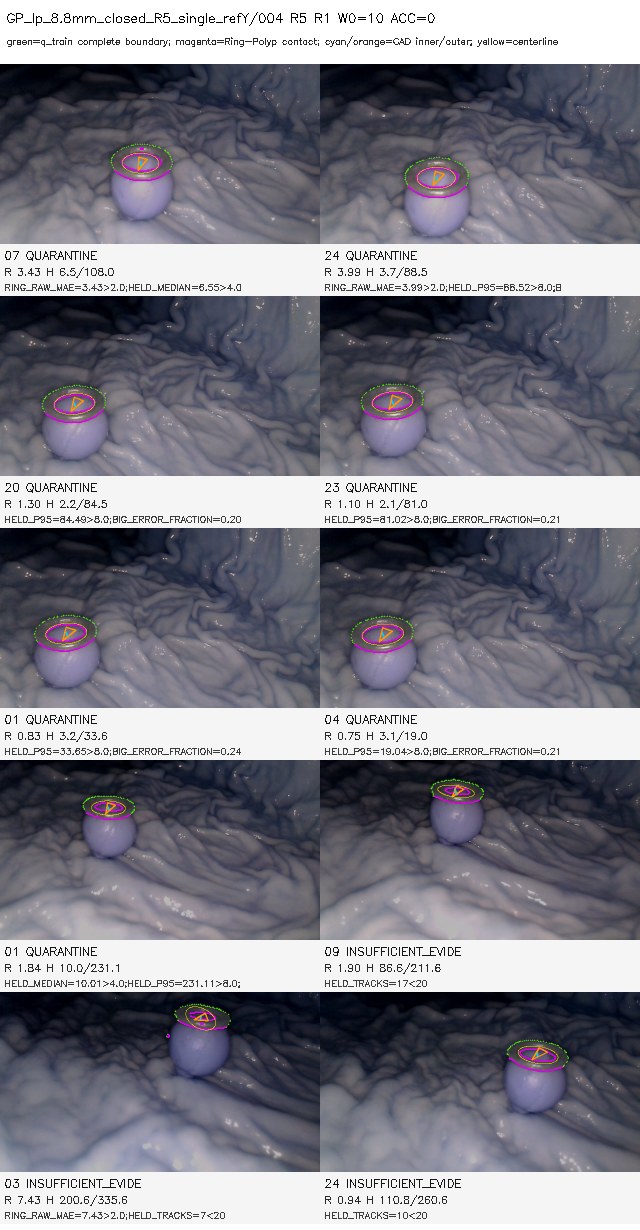 GP_lp_8.8mm_closed_R5_single_refY/004 R5 R1 W0=10 ACC=0
green=q_train complete boundary; magenta=Ring-Polyp contact; cyan/orange=CAD inner/outer; yellow=centerline
07 QUARANTINE
R 3.43 H 6.5/108.0
RING_RAW_MAE=3.43>2.0;HELD_MEDIAN=6.55>4.0
24 QUARANTINE
R 3.99 H 3.7/88.5
RING_RAW_MAE=3.99>2.0;HELD_P95=88.52>8.0;B
20 QUARANTINE
R 1.30 H 2.2/84.5
HELD_P95=84.49>8.0;BIG_ERROR_FRACTION=0.20
23 QUARANTINE
R 1.10 H 2.1/81.0
HELD_P95=81.02>8.0;BIG_ERROR_FRACTION=0.21
01 QUARANTINE
R 0.83 H 3.2/33.6
HELD_P95=33.65>8.0;BIG_ERROR_FRACTION=0.24
04 QUARANTINE
R 0.75 H 3.1/19.0
HELD_P95=19.04>8.0;BIG_ERROR_FRACTION=0.21
01 QUARANTINE
R 1.84 H 10.0/231.1
HELD_MEDIAN=10.01>4.0;HELD_P95=231.11>8.0;
09 INSUFFICIENT_EVIDE
R 1.90 H 86.6/211.6
HELD_TRACKS=17<20
03 INSUFFICIENT_EVIDE
R 7.43 H 200.6/335.6
RING_RAW_MAE=7.43>2.0;HELD_TRACKS=7<20
24 INSUFFICIENT_EVIDE
R 0.94 H 110.8/260.6
HELD_TRACKS=10<20